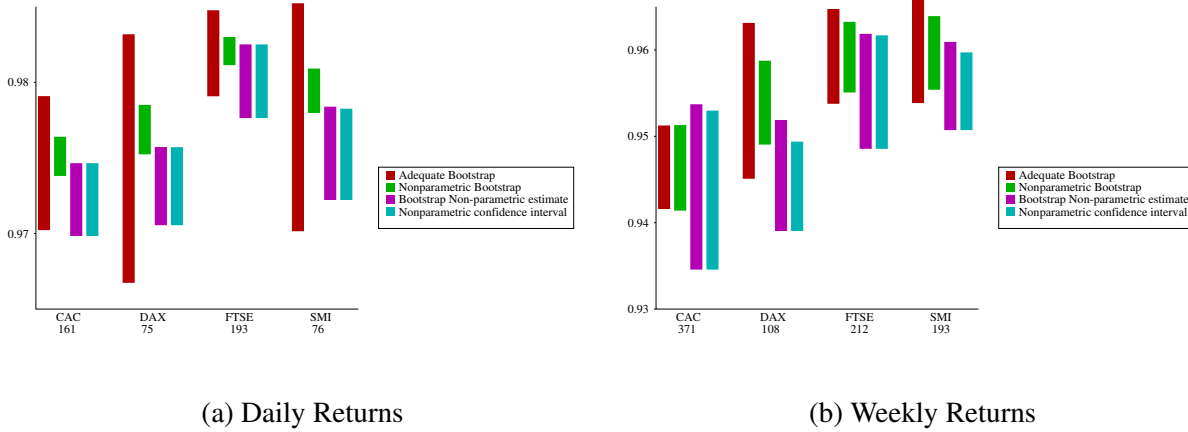 0.98
0.97
CAC DAX FTSE SMI
161 75 193 76
Adequate Bootstrap
Nonparametric Bootstrap
Bootstrap Non-parametric estimate
Nonparametric confidence interval
(a) Daily Returns
0.96
0.95
0.94
0.93
CAC DAX FTSE SMI
371 108 212 193
Adequate Bootstrap
Nonparametric Bootstrap
Bootstrap Non-parametric estimate
Nonparametric confidence interval
(b) Weekly Returns